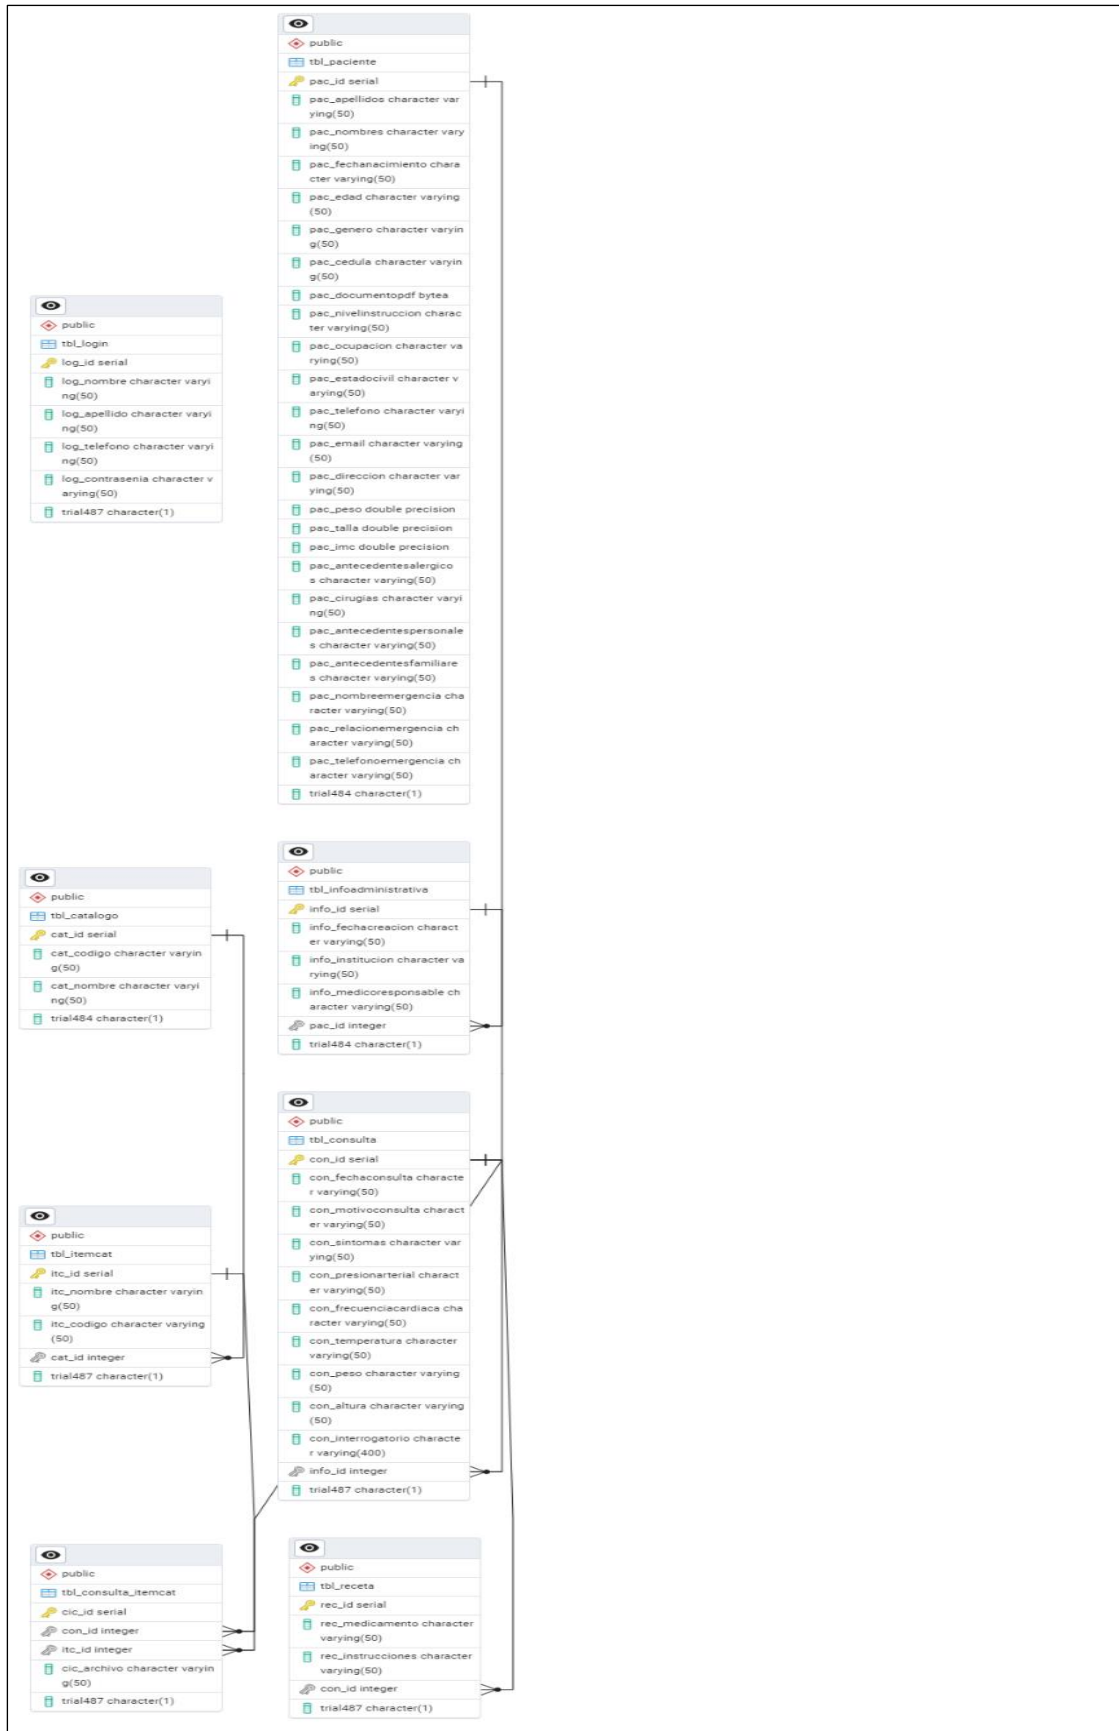 public
tbl_paciente
pac_id serial
pac_apellidos character var
ying(50)
pac_nombres character vary
ing(50)
pac_fechanacimiento chara
cter varying(50)
pac_edad character varying
(50)
pac_genero character varyin
g(50)
pac_cedula character varyin
g(50)
pac_documentopdf bytea
pac_nivelinstruccion charac
ter varying(50)
pac_ocupacion character va
rying(50)
pac_estadocivil character v
arying(50)
pac_telefono character varyi
ng(50)
pac_email character varying
(50)
pac_direccion character var
ying(50)
pac_peso double precision
pac_talla double precision
pac_imc double precision
pac_antecedentesalergico
s character varying(50)
pac_cirugias character varyi
ng(50)
pac_antecedentespersonale
s character varying(50)
pac_antecedentesfamiliare
s character varying(50)
pac_nombreemergencia cha
racter varying(50)
pac_relacionemergencia ch
aracter varying(50)
pac_telefonoemergencia ch
aracter varying(50)
trial484 character(1)
public
tbl_login
log_id serial
log_nombre character varyi
ng(50)
log_apellido character varyi
ng(50)
log_telefono character varyi
ng(50)
log_contrasenia character v
arying(50)
trial487 character(1)
public
tbl_infoadministrativa
info_id serial
info_fechacreacion charact
er varying(50)
info_institucion character va
rying(50)
info_medicoresponsable ch
aracter varying(50)
pac_id integer
trial484 character(1)
public
tbl_catalogo
cat_id serial
cat_codigo character varyin
g(50)
cat_nombre character varyi
ng(50)
trial484 character(1)
public
tbl_consulta
con_id serial
con_fechaconsulta characte
r varying(50)
con_motivoconsulta charact
er varying(50)
con_sintomas character var
ying(50)
con_presionarterial charact
er varying(50)
con_frecuenciacardiaca cha
racter varying(50)
con_temperatura character
varying(50)
con_peso character varying
(50)
con_altura character varying
(50)
con_interrogatorio characte
r varying(400)
info_id integer
trial487 character(1)
public
tbl_itemcat
itc_id serial
itc_nombre character varyin
g(50)
itc_codigo character varying
(50)
cat_id integer
trial487 character(1)
public
tbl_consulta_itemcat
cic_id serial
con_id integer
itc_id integer
cic_archivo character varyin
g(50)
trial487 character(1)
public
tbl_receta
rec_id serial
rec_medicamento character
varying(50)
rec_instrucciones character
varying(50)
con_id integer
trial487 character(1)